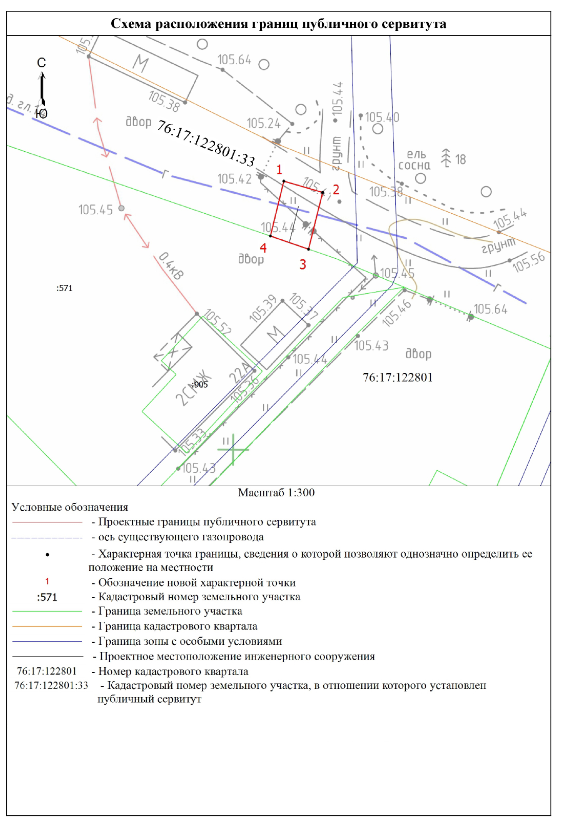 Схема расположения границ публичного сервитута
С
Ю
М
105.64
105.38
двор
105.24
105.44
105.40
76:17:122801:33
грунт
ель
сосна
18
105.42
1
2
105.38
105.45
105.44
105.44
грунт
4
3
двор
105.56
0.4кВ
105.45
:571
105.39
105.46
105.64
105.52
105.37
М
105.43
105.44
двор
22А
2СМЖ
:905
105.36
76:17:122801
105.33
105.43
Масштаб 1:300
Условные обозначения
- Проектные границы публичного сервитута
- ось существующего газопровода
- Характерная точка границы, сведения о которой позволяют однозначно определить ее
положение на местности
1 - Обозначение новой характерной точки
:571 - Кадастровый номер земельного участка
- Граница земельного участка
- Граница кадастрового квартала
- Граница зоны с особыми условиями
- Проектное местоположение инженерного сооружения
76:17:122801 - Номер кадастрового квартала
76:17:122801:33 - Кадастровый номер земельного участка, в отношении которого установлен
публичный сервитут